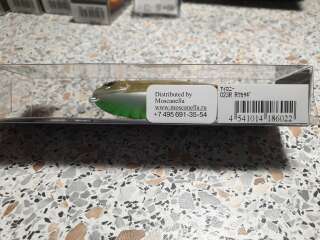 Distributed by
Moscanella
www.moscanella.ru
+7 495 691-35-54
4 541014 186022